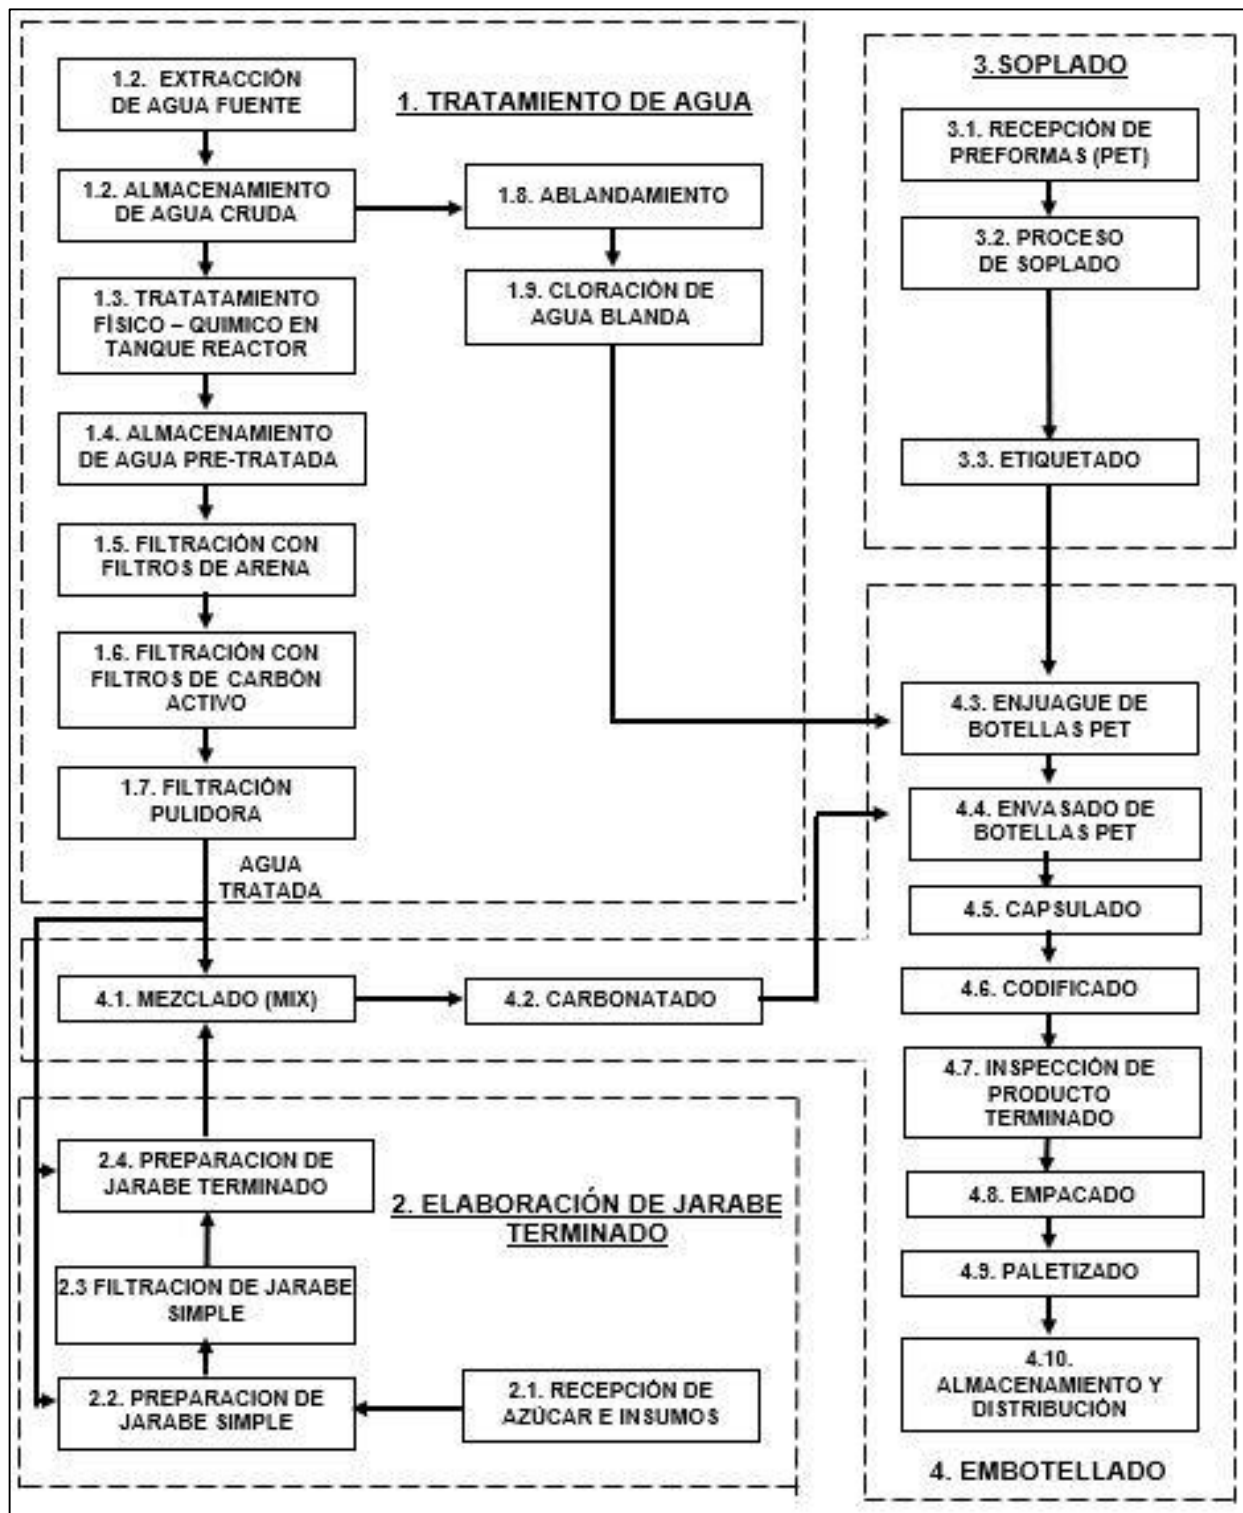 1.2. EXTRACCIÓN
DE AGUA FUENTE
1. TRATAMIENTO DE AGUA
1.2. ALMACENAMIENTO
DE AGUA CRUDA
1.8. ABLANDAMIENTO
1.3. TRATATAMIENTO
FÍSICO – QUIMICO EN
TANQUE REACTOR
1.9. CLORACIÓN DE
AGUA BLANDA
1.4. ALMACENAMIENTO
DE AGUA PRE-TRATADA
1.5. FILTRACIÓN CON
FILTROS DE ARENA
1.6. FILTRACIÓN CON
FILTROS DE CARBÓN
ACTIVO
1.7. FILTRACIÓN
PULIDORA
AGUA
TRATADA
3. SOPLADO
3.1. RECEPCIÓN DE
PREFORMAS (PET)
3.2. PROCESO
DE SOPLADO
3.3. ETIQUETADO
4.1. MEZCLADO (MIX)
4.2. CARBONATADO
2.4. PREPARACION DE
JARABE TERMINADO
2. ELABORACIÓN DE JARABE
TERMINADO
2.3 FILTRACION DE JARABE
SIMPLE
2.2. PREPARACION DE
JARABE SIMPLE
2.1. RECEPCIÓN DE
AZÚCAR E INSUMOS
4.3. ENJUAGUE DE
BOTELLAS PET
4.4. ENVASADO DE
BOTELLAS PET
4.5. CAPSULADO
4.6. CODIFICADO
4.7. INSPECCIÓN DE
PRODUCTO
TERMINADO
4.8. EMPACADO
4.9. PALETIZADO
4.10.
ALMACENAMIENTO Y
DISTRIBUCIÓN
4. EMBOTELLADO